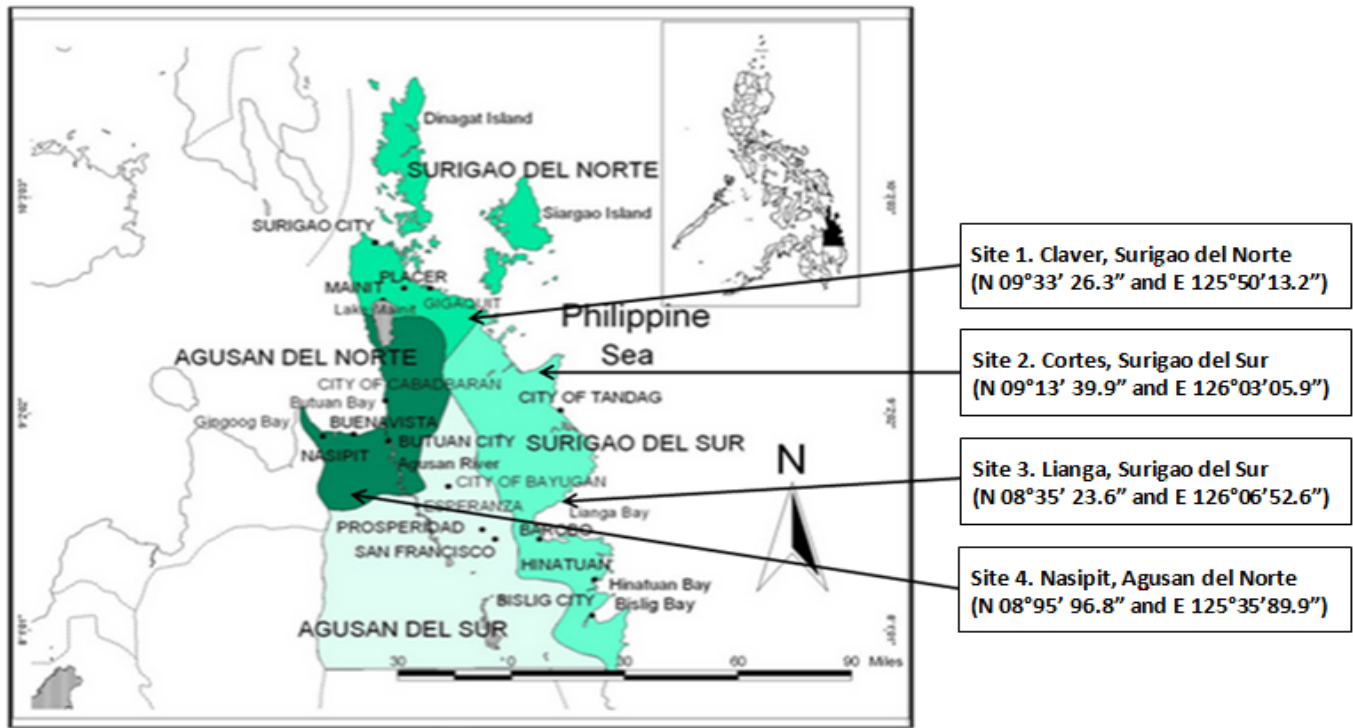 Dinagat Island
SURIGAO DEL NORTE
Siargao Island
SURIGAO CITY
PLACER
MAINIT
GIGAQUIT
Lake Mainit
Philippine
Sea
AGUSAN DEL NORTE
CITY OF CABADBARAN
Butuan Bay
CITY OF TANDAG
Gingoog Bay
BUENAVISTA
BUTUAN CITY
SURIGAO DEL SUR
NASIPIT
Agusan River
CITY OF BAYUGAN
ESPERANZA
Lianga Bay
PROSPERIDAD
BAROBO
SAN FRANCISCO
HINATUAN
Hinatuan Bay
BISLIG CITY
Bislig Bay
AGUSAN DEL SUR
N
30 0 30 60 90 Miles
Site 1. Claver, Surigao del Norte
(N 09°33’ 26.3” and E 125°50’13.2”)
Site 2. Cortes, Surigao del Sur
(N 09°13’ 39.9” and E 126°03’05.9”)
Site 3. Lianga, Surigao del Sur
(N 08°35’ 23.6” and E 126°06’52.6”)
Site 4. Nasipit, Agusan del Norte
(N 08°95’ 96.8” and E 125°35’89.9”)